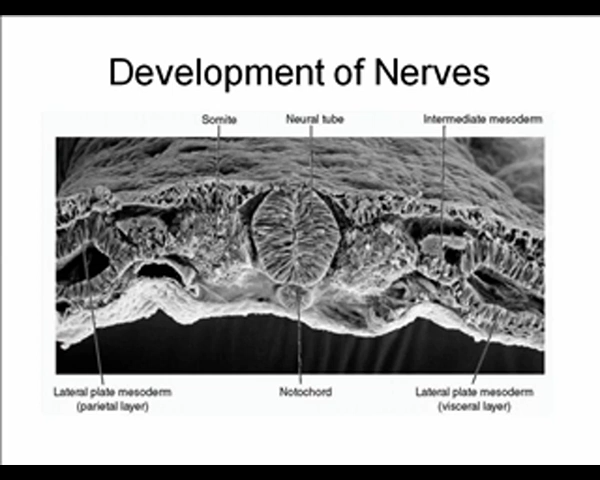 Development of Nerves
Somite
Neural tube
Intermediate mesoderm
Lateral plate mesoderm
(parietal layer)
Notochord
Lateral plate mesoderm
(visceral layer)